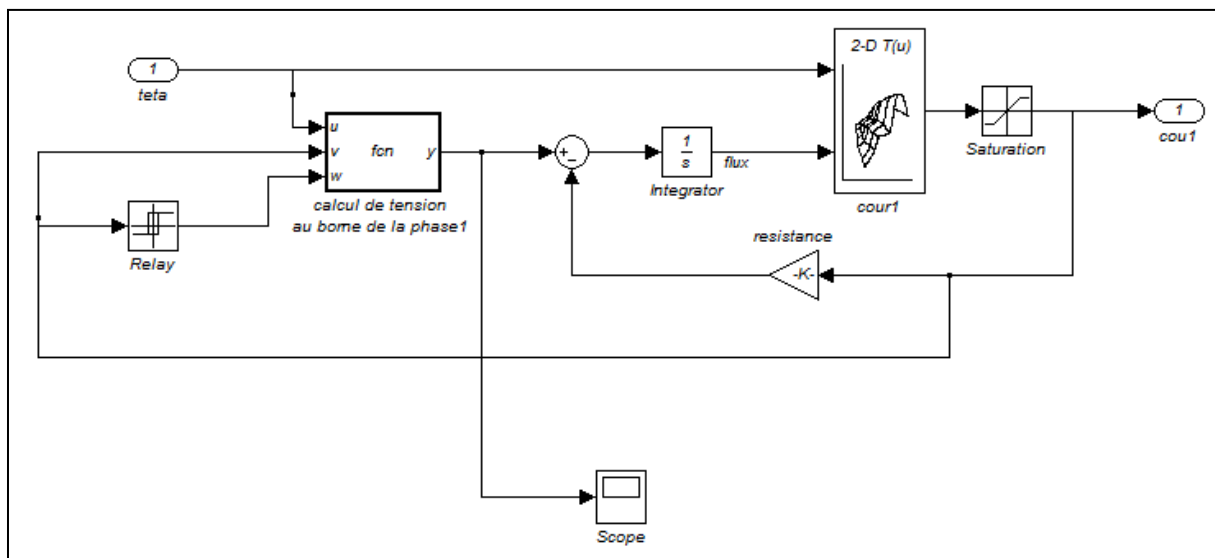 2-D T(u)
1
teta
u
v
w
fcn
y
calcul de tension
au borne de la phase1
Relay
+
−
1
s
Integrator
flux
cour1
Saturation
1
cou1
resistance
-K-
Scope